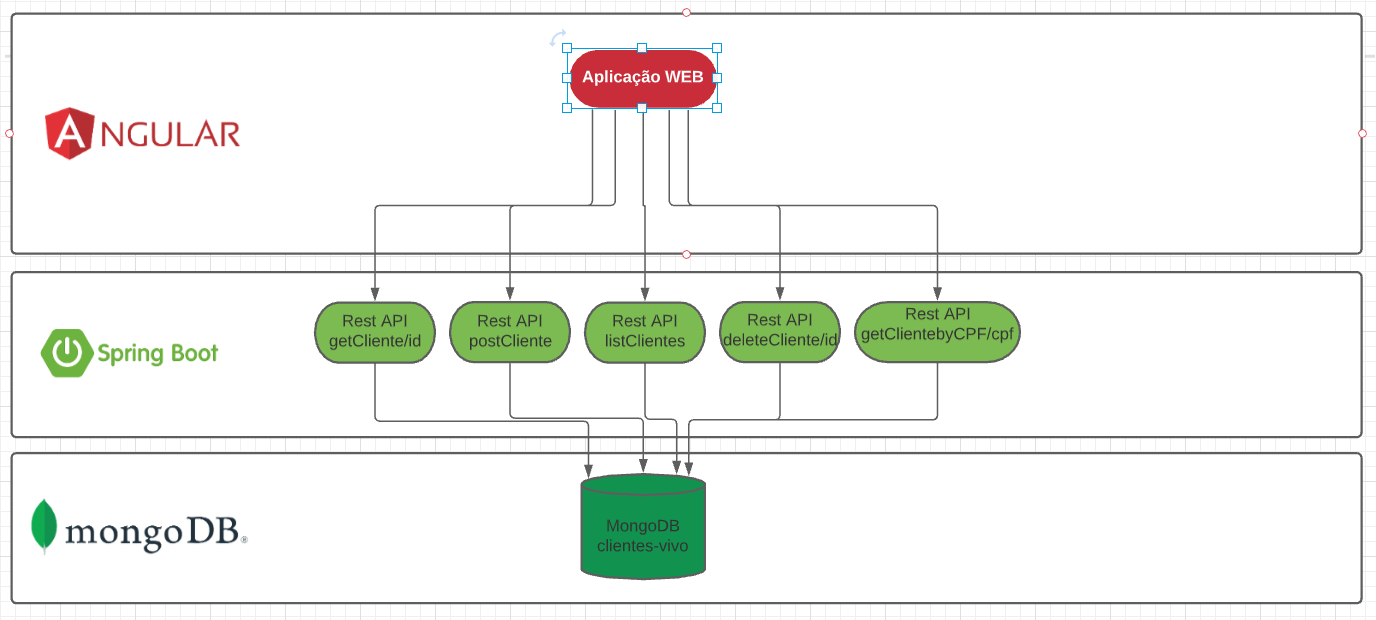 Aplicação WEB
ANGULAR
Rest API
getCliente/id
Rest API
postCliente
Rest API
listClientes
Rest API
deleteCliente/id
Rest API
getClientebyCPF/cpf
Spring Boot
mongoDB®
MongoDB
clientes-vivo